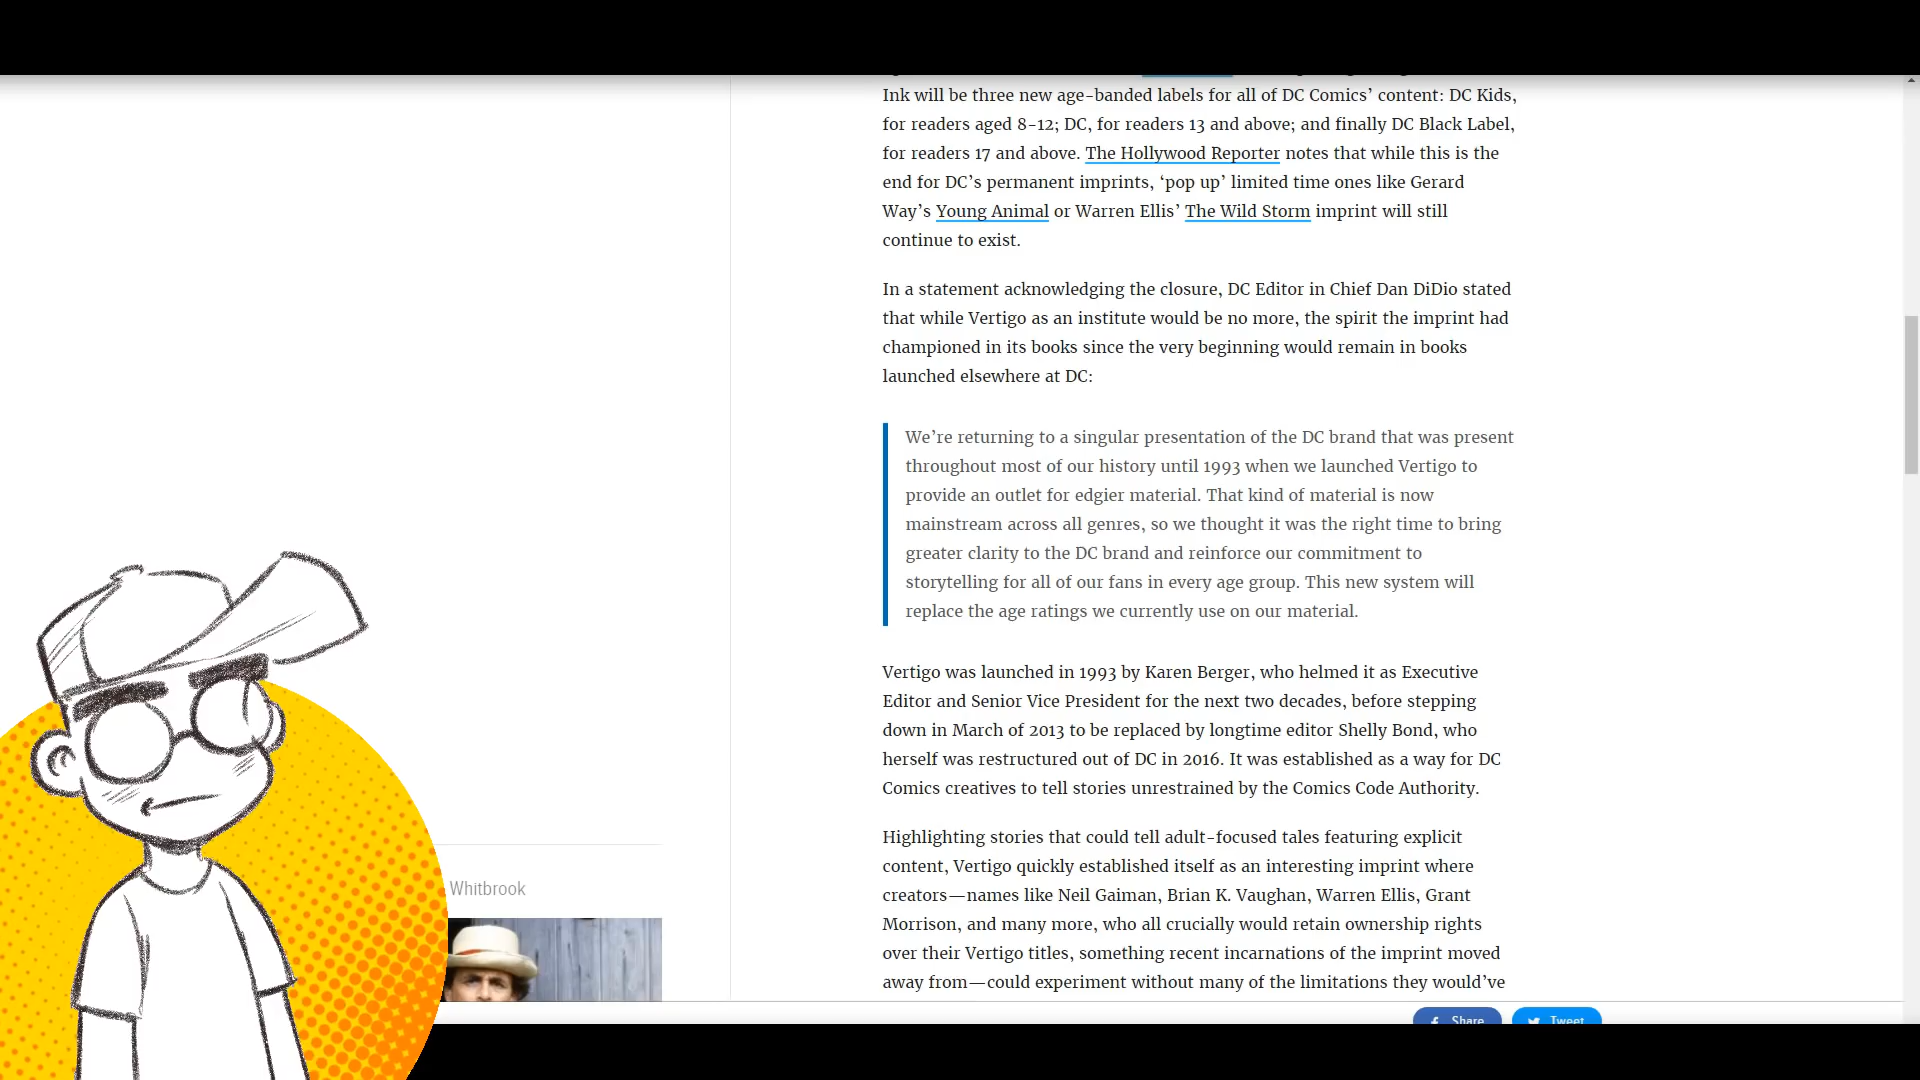 Ink will be three new age-banded labels for all of DC Comics’ content: DC Kids,
for readers aged 8-12; DC, for readers 13 and above; and finally DC Black Label,
for readers 17 and above. The Hollywood Reporter notes that while this is the
end for DC’s permanent imprints, ‘pop up’ limited time ones like Gerard
Way’s Young Animal or Warren Ellis’ The Wild Storm imprint will still
continue to exist.
In a statement acknowledging the closure, DC Editor in Chief Dan DiDio stated
that while Vertigo as an institute would be no more, the spirit the imprint had
championed in its books since the very beginning would remain in books
launched elsewhere at DC:
We’re returning to a singular presentation of the DC brand that was present
throughout most of our history until 1993 when we launched Vertigo to
provide an outlet for edgier material. That kind of material is now
mainstream across all genres, so we thought it was the right time to bring
greater clarity to the DC brand and reinforce our commitment to
storytelling for all of our fans in every age group. This new system will
replace the age ratings we currently use on our material.
Vertigo was launched in 1993 by Karen Berger, who helmed it as Executive
Editor and Senior Vice President for the next two decades, before stepping
down in March of 2013 to be replaced by longtime editor Shelly Bond, who
herself was restructured out of DC in 2016. It was established as a way for DC
Comics creatives to tell stories unrestrained by the Comics Code Authority.
Highlighting stories that could tell adult-focused tales featuring explicit
content, Vertigo quickly established itself as an interesting imprint where
creators—names like Neil Gaiman, Brian K. Vaughan, Warren Ellis, Grant
Morrison, and many more, who all crucially would retain ownership rights
over their Vertigo titles, something recent incarnations of the imprint moved
away from—could experiment without many of the limitations they would’ve
Whitbrook
Share
Tweet